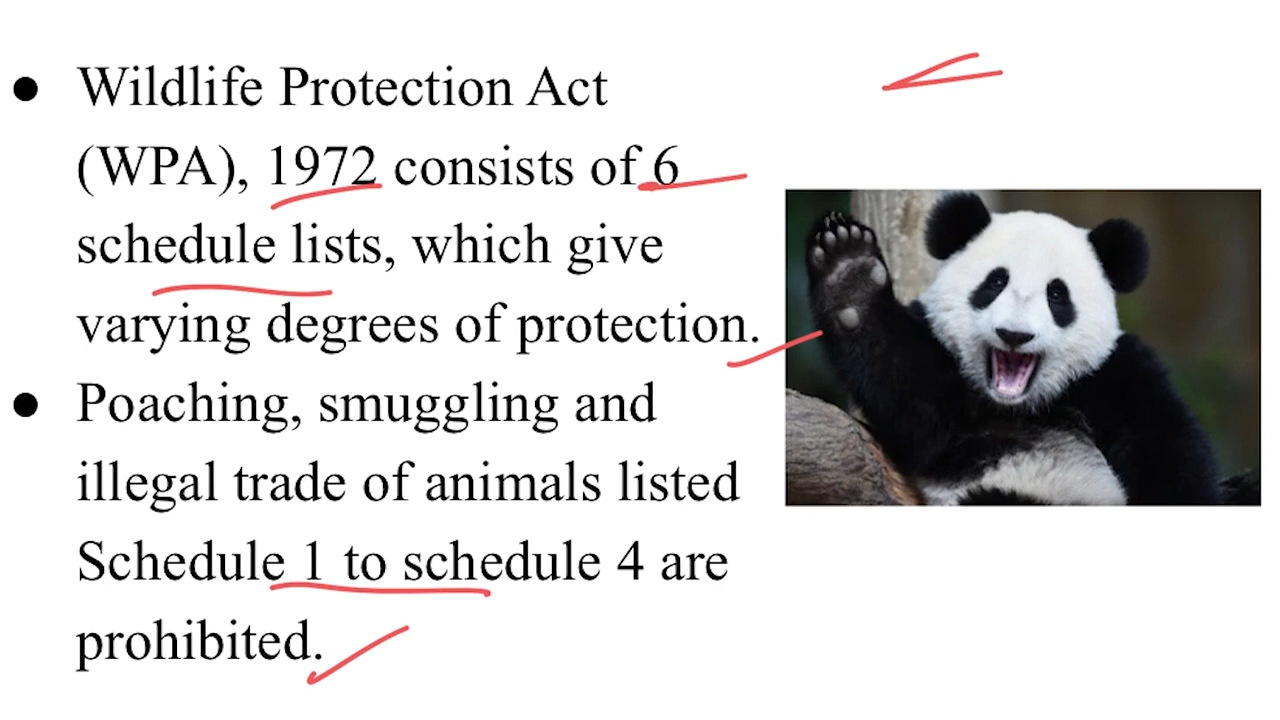 ● Wildlife Protection Act
(WPA), 1972 consists of 6
schedule lists, which give
varying degrees of protection.
● Poaching, smuggling and
illegal trade of animals listed
Schedule 1 to schedule 4 are
prohibited.